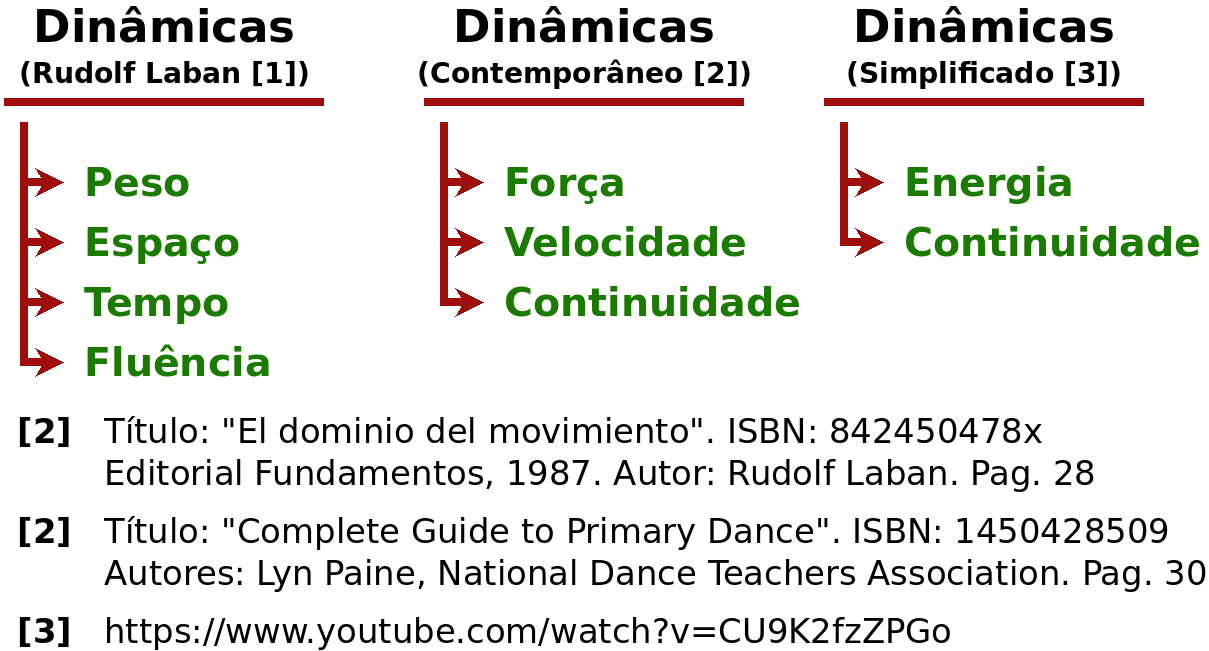 Dinâmicas
(Rudolf Laban [1])
Peso
Espaço
Tempo
Fluência
Dinâmicas
(Contemporâneo [2])
Força
Velocidade
Continuidade
Dinâmicas
(Simplificado [3])
Energia
Continuidade
[2] Título: "El dominio del movimiento". ISBN: 842450478x
Editorial Fundamentos, 1987. Autor: Rudolf Laban. Pag. 28
[2] Título: "Complete Guide to Primary Dance". ISBN: 1450428509
Autores: Lyn Paine, National Dance Teachers Association. Pag. 30
[3] https://www.youtube.com/watch?v=CU9K2fzZPGo